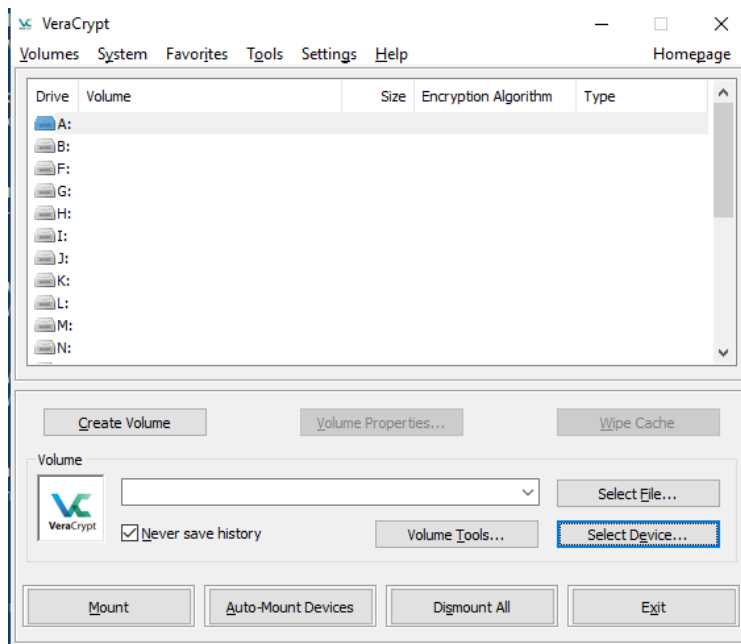 VeraCrypt
Volumes System Favorites Tools Settings Help Homepage
Drive Volume Size Encryption Algorithm Type
A:
B:
F:
G:
H:
I:
J:
K:
L:
M:
N:
Create Volume Volume Properties... Wipe Cache
Volume
VeraCrypt
Select File...
Never save history Volume Tools... Select Device...
Mount Auto-Mount Devices Dismount All Exit